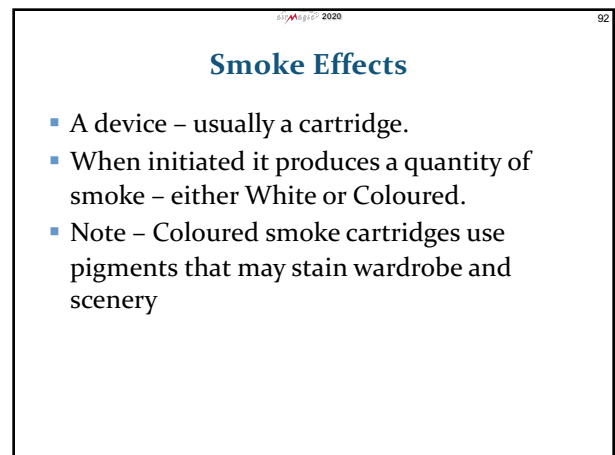 sirMagic 2020
92
Smoke Effects
▪ A device – usually a cartridge.
▪ When initiated it produces a quantity of
smoke – either White or Coloured.
▪ Note – Coloured smoke cartridges use
pigments that may stain wardrobe and
scenery